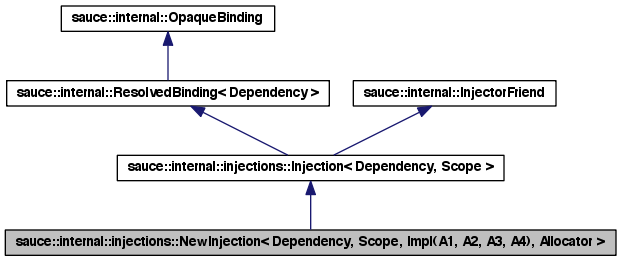 sauce::internal::OpaqueBinding
sauce::internal::ResolvedBinding< Dependency >
sauce::internal::InjectorFriend
sauce::internal::injections::Injection< Dependency, Scope >
sauce::internal::injections::NewInjection< Dependency, Scope, Impl(A1, A2, A3, A4), Allocator >